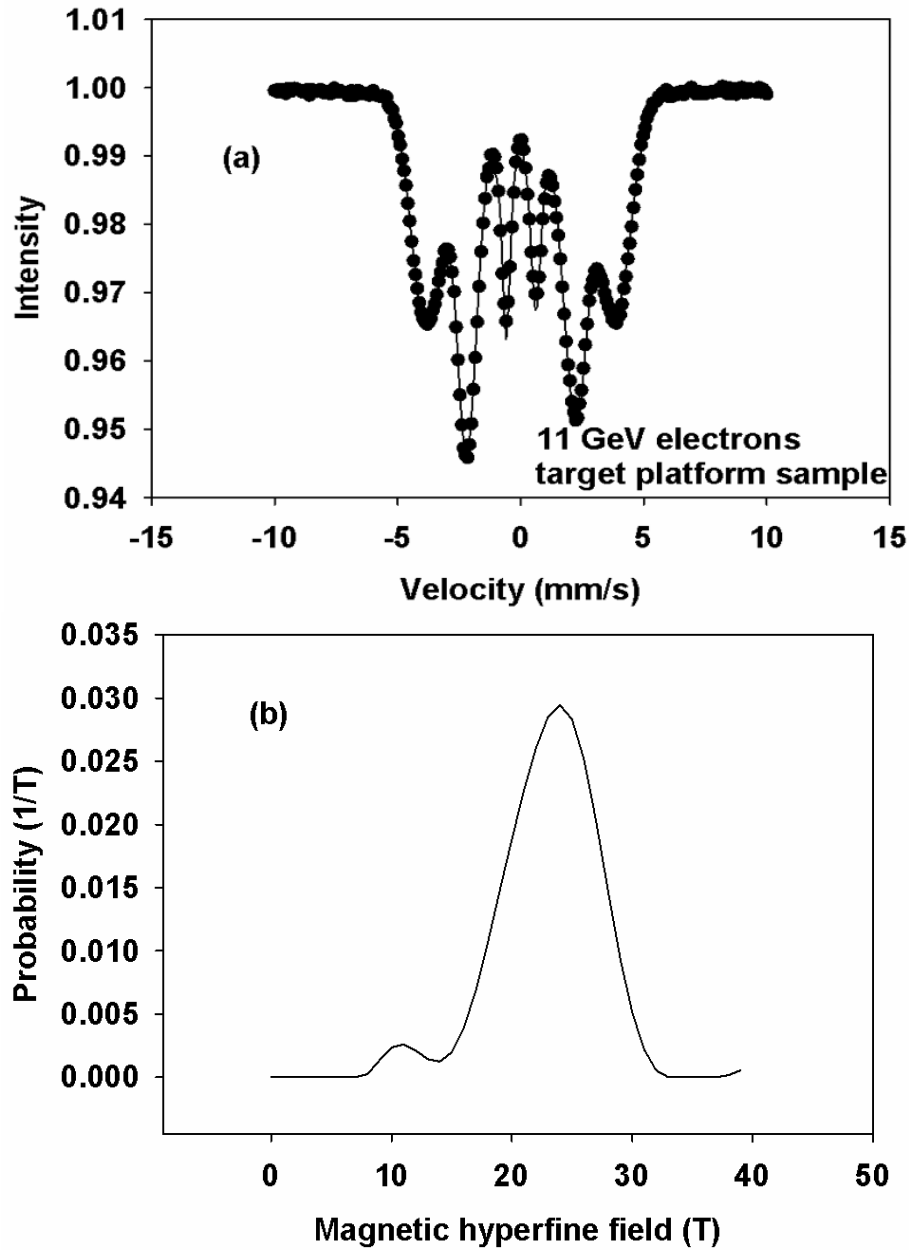 1.01
1.00
0.99
0.98
0.97
0.96
0.95
0.94
Intensity
(a)
11 GeV electrons
target platform sample
-15 -10 -5 0 5 10 15
Velocity (mm/s)
0.035
0.030
0.025
0.020
0.015
0.010
0.005
0.000
Probability (1/T)
(b)
0 10 20 30 40 50
Magnetic hyperfine field (T)